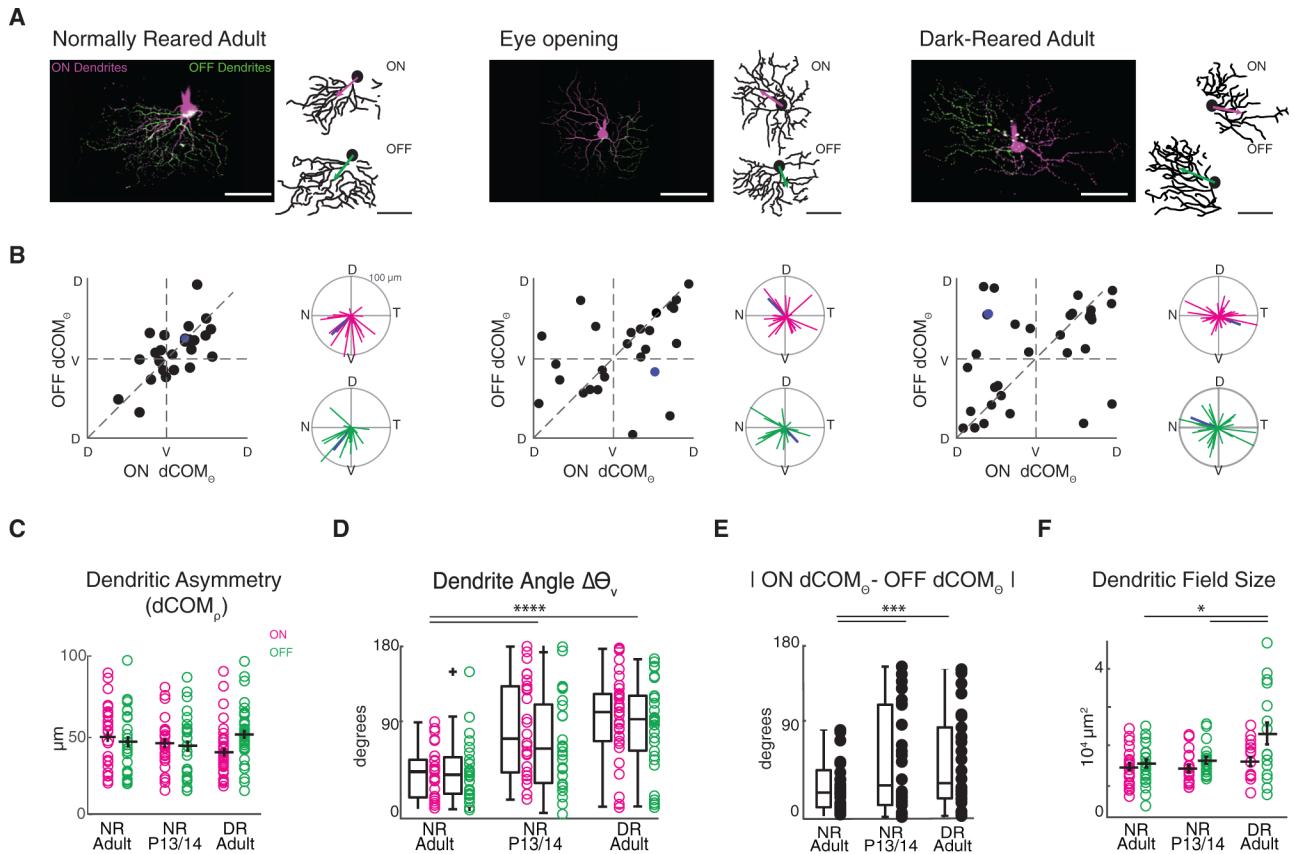 A
Normally Reared Adult
Eye opening
Dark-Reared Adult
ON Dendrites OFF Dendrites
ON
OFF
ON
OFF
ON
OFF
B
D
V
D
OFF dCOMΘ
D V D
ON dCOMΘ
D
100 µm
N T
V
D
N T
V
D
V
D
OFF dCOMΘ
D V D
ON dCOMΘ
D
N T
V
D
N T
V
D
V
D
OFF dCOMΘ
D V D
ON dCOMΘ
D
N T
V
D
N T
V
C
Dendritic Asymmetry
(dCOMρ)
ON
OFF
100
50
0
µm
NR Adult
NR P13/14
DR Adult
D
Dendrite Angle ΔΘv
****
180
90
0
degrees
NR Adult
NR P13/14
DR Adult
E
| ON dCOMΘ- OFF dCOMΘ |
***
180
90
0
degrees
NR Adult
NR P13/14
DR Adult
F
Dendritic Field Size
*
4
2
0
10⁴ µm²
NR Adult
NR P13/14
DR Adult